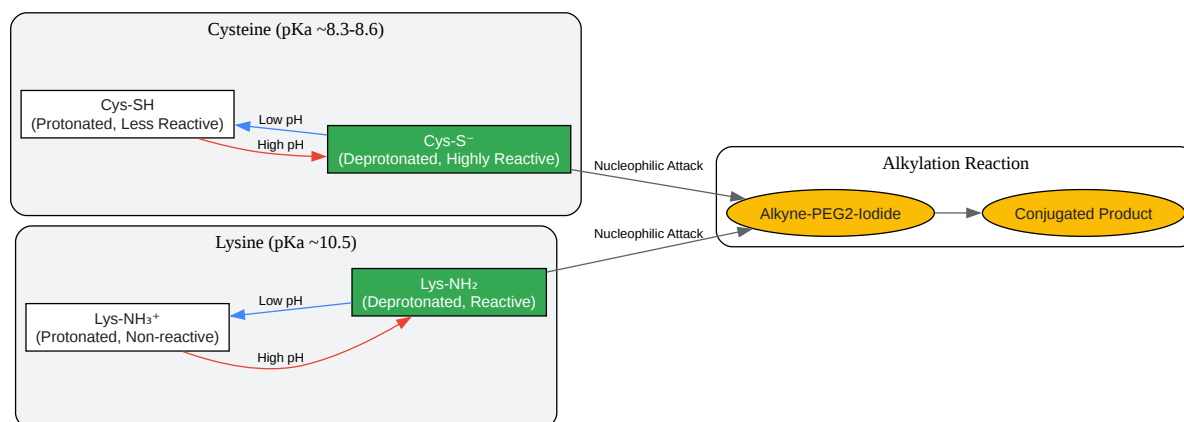 Cysteine (pKa ~8.3-8.6)
Cys-SH
(Protonated, Less Reactive)
Low pH
High pH
Cys-S⁻
(Deprotonated, Highly Reactive)
Nucleophilic Attack
Alkylation Reaction
Alkyne-PEG2-Iodide
Conjugated Product
Lysine (pKa ~10.5)
Nucleophilic Attack
Lys-NH₂
(Deprotonated, Reactive)
Low pH
Lys-NH₃⁺
(Protonated, Non-reactive)
High pH